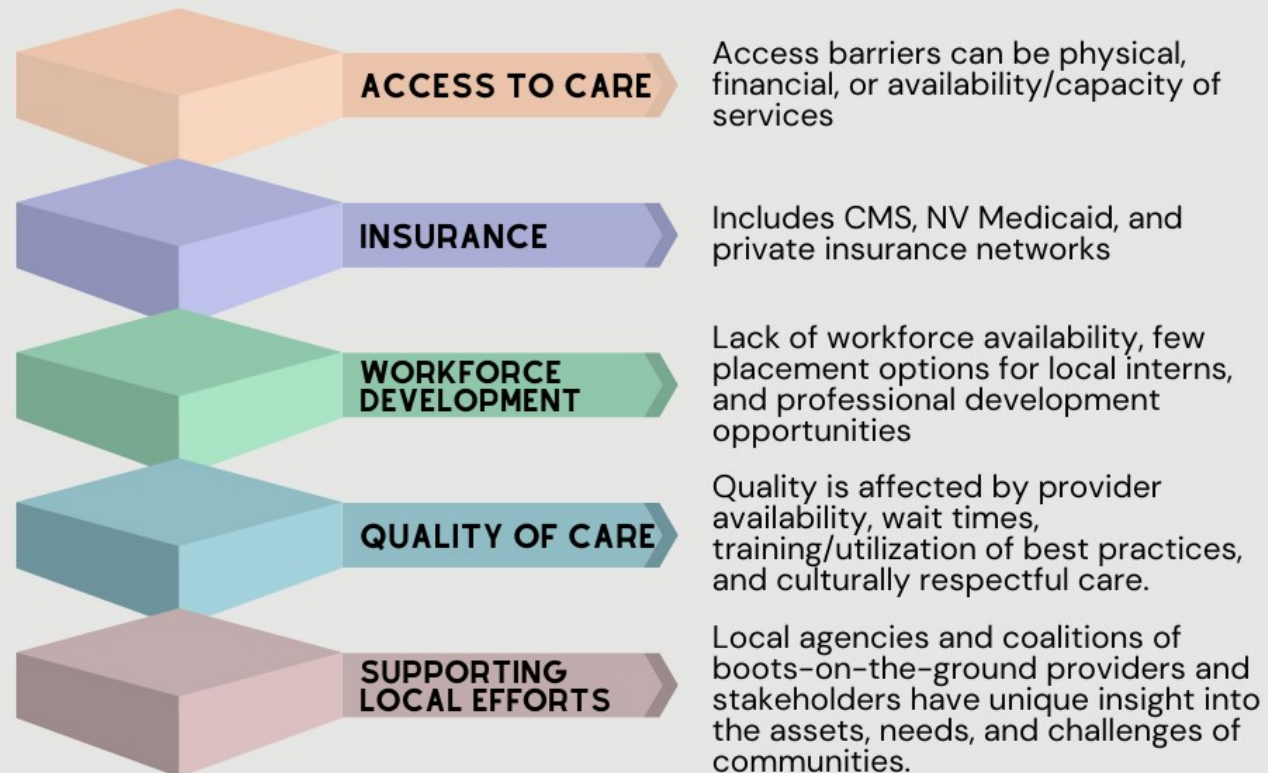 ACCESS TO CARE
Access barriers can be physical,
financial, or availability/capacity of
services
INSURANCE
Includes CMS, NV Medicaid, and
private insurance networks
WORKFORCE
DEVELOPMENT
Lack of workforce availability, few
placement options for local interns,
and professional development
opportunities
QUALITY OF CARE
Quality is affected by provider
availability, wait times,
training/utilization of best practices,
and culturally respectful care.
SUPPORTING
LOCAL EFFORTS
Local agencies and coalitions of
boots-on-the-ground providers and
stakeholders have unique insight into
the assets, needs, and challenges of
communities.